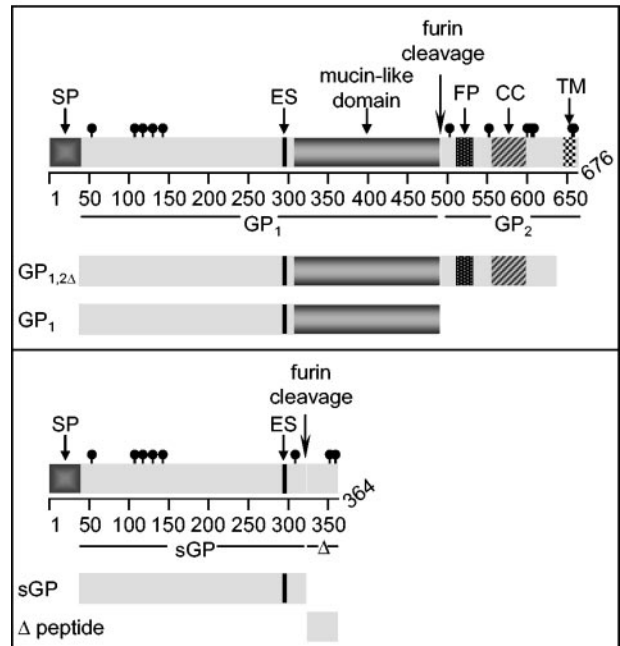 furin
cleavage
mucin-like
domain
SP ES FP CC TM
1 50 100 150 200 250 300 350 400 450 500 550 600 650 676
GP1 GP2
GP1,2Δ
GP1
furin
cleavage
SP ES
1 50 100 150 200 250 300 350 364
sGP Δ
sGP
Δ peptide